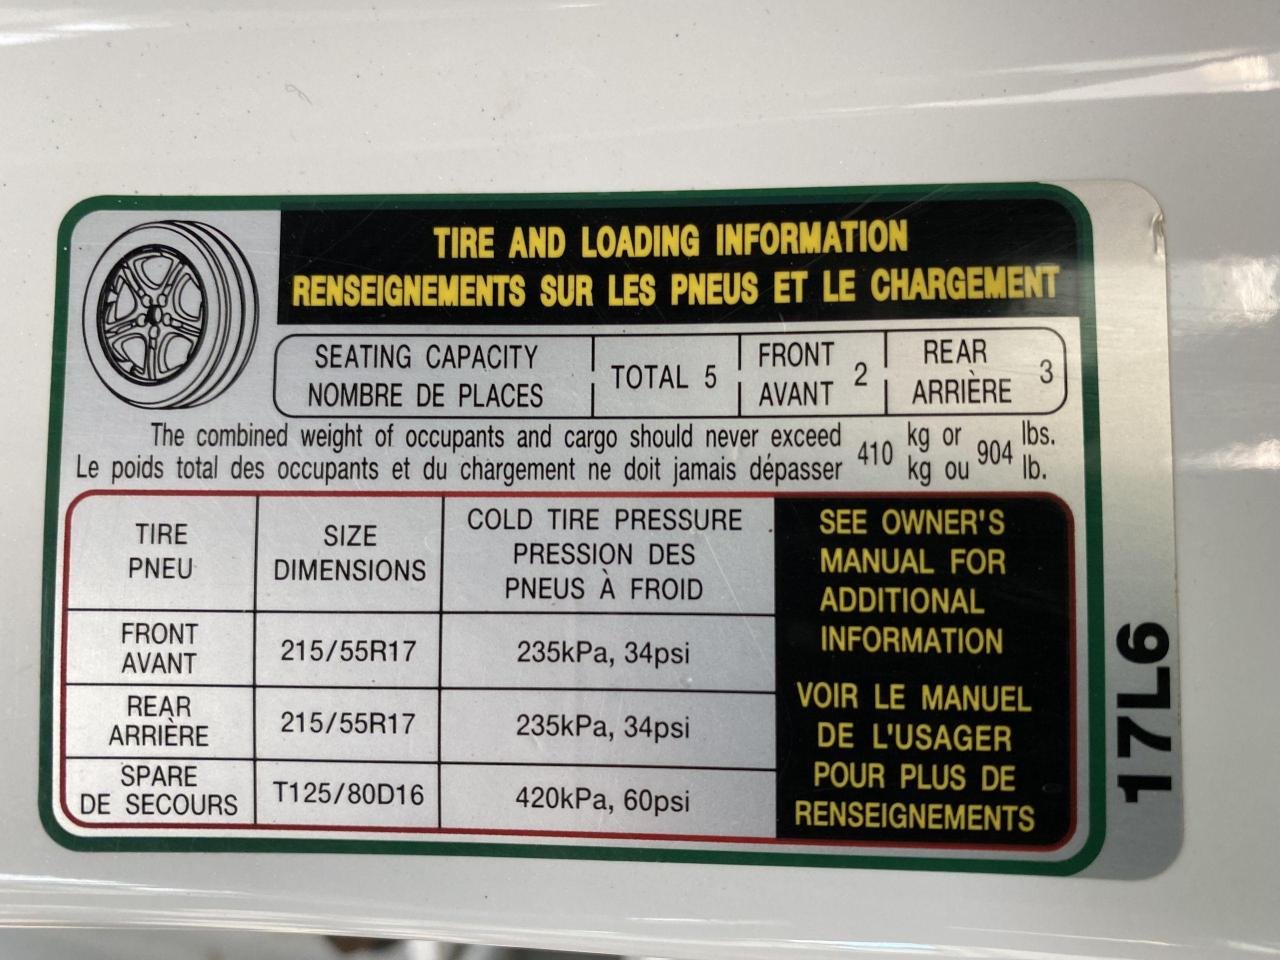 TIRE AND LOADING INFORMATION
RENSEIGNEMENTS SUR LES PNEUS ET LE CHARGEMENT
SEATING CAPACITY
NOMBRE DE PLACES
TOTAL 5
FRONT
AVANT
2
REAR
ARRIÈRE
3
The combined weight of occupants and cargo should never exceed
Le poids total des occupants et du chargement ne doit jamais dépasser
410
kg or
kg ou
904
lbs.
lb.
TIRE
PNEU
SIZE
DIMENSIONS
COLD TIRE PRESSURE
PRESSION DES
PNEUS À FROID
FRONT
AVANT
215/55R17
235kPa, 34psi
REAR
ARRIÈRE
215/55R17
235kPa, 34psi
SPARE
DE SECOURS
T125/80D16
420kPa, 60psi
SEE OWNER'S
MANUAL FOR
ADDITIONAL
INFORMATION
VOIR LE MANUEL
DE L'USAGER
POUR PLUS DE
RENSEIGNEMENTS
17L6